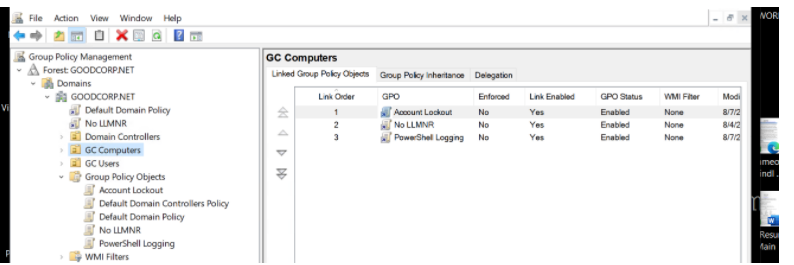 File Action View Window Help
Group Policy Management
Forest: GOODCORP.NET
Domains
GOODCORP.NET
Default Domain Policy
No LLMNR
Domain Controllers
GC Computers
GC Users
Group Policy Objects
Account Lockout
Default Domain Controllers Policy
Default Domain Policy
No LLMNR
PowerShell Logging
WMI Filters
GC Computers
Linked Group Policy Objects Group Policy Inheritance Delegation
Link Order GPO Enforced Link Enabled GPO Status WMI Filter Modi
1 Account Lockout No Yes Enabled None 8/7/2
2 No LLMNR No Yes Enabled None 8/4/2
3 PowerShell Logging No Yes Enabled None 8/7/2
WOR
Resu
Main